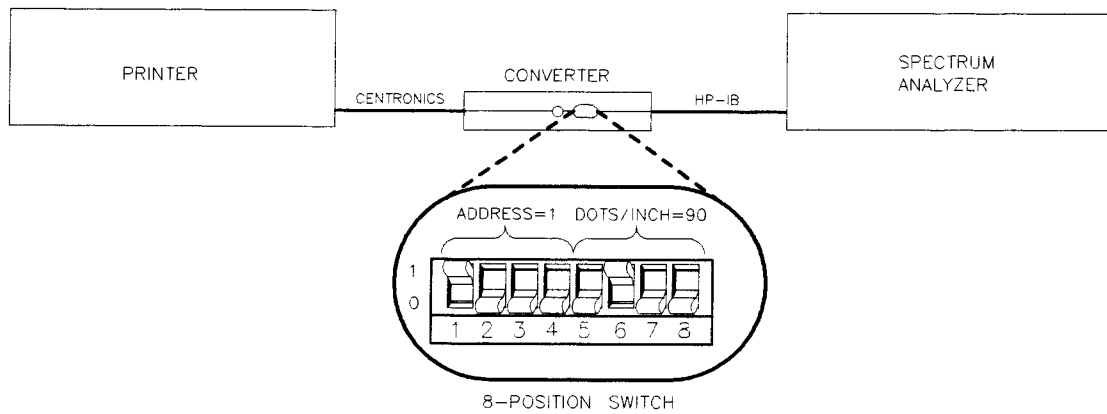 PRINTER
CENTRONICS
CONVERTER
HP-IB
SPECTRUM
ANALYZER
ADDRESS=1 DOTS/INCH=90
1
0
1 2 3 4 5 6 7 8
8-POSITION SWITCH